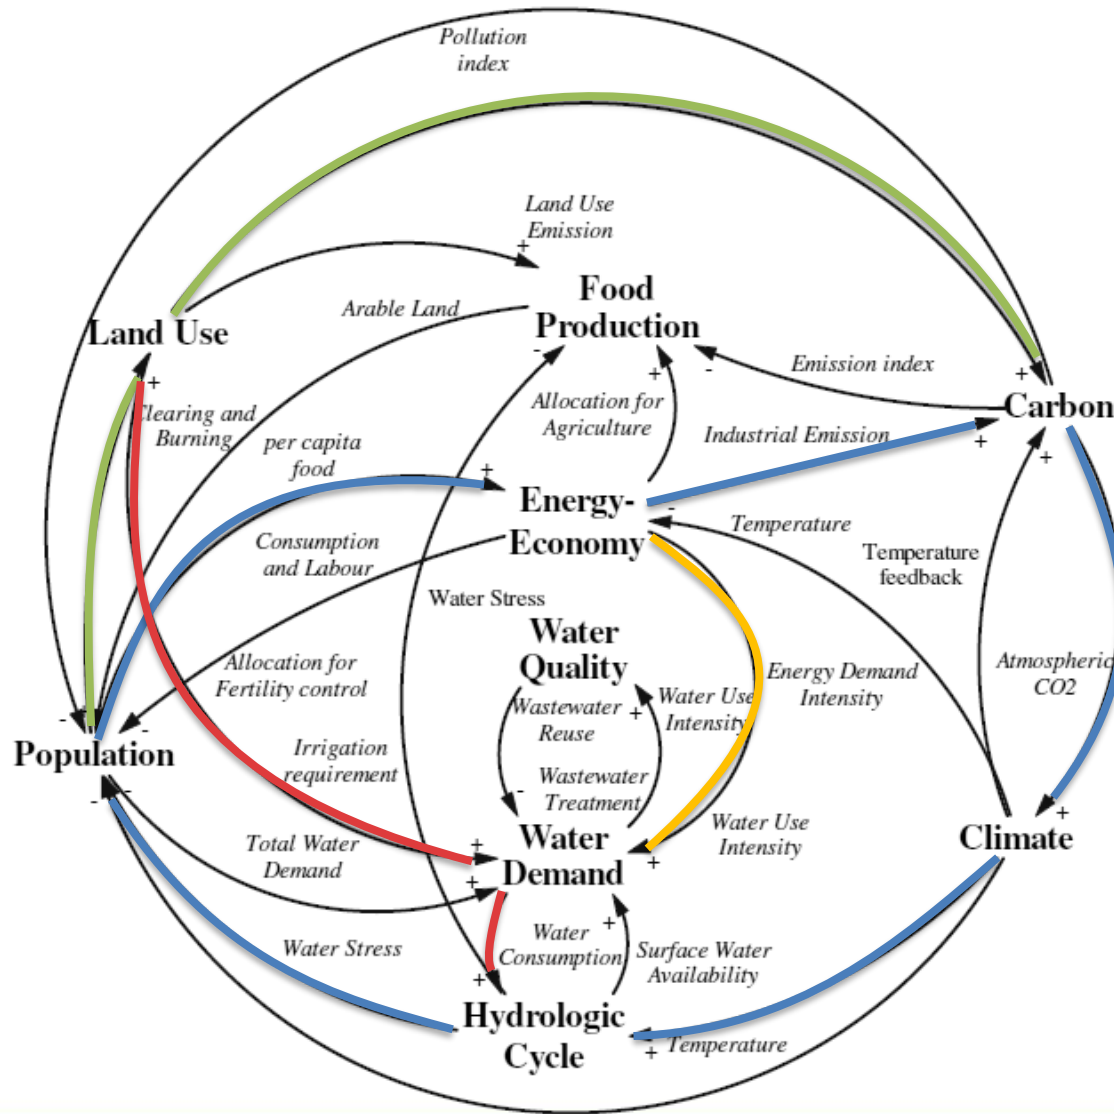 Pollution
index
Land Use
Emission
Food
Production
Arable Land
Land Use
Emission index
Carbon
Clearing and
Burning
per capita
food
Allocation for
Agriculture
Industrial Emission
Energy-
Economy
Temperature
Consumption
and Labour
Temperature
feedback
Water Stress
Water
Quality
Allocation for
Fertility control
Energy Demand
Intensity
Atmospheric
CO2
Water Use
Intensity
Wastewater
Reuse
Population
Irrigation
requirement
Wastewater
Treatment
Water Use
Intensity
Climate
Total Water
Demand
Water
Demand
Water Stress
Water
Consumption
Surface Water
Availability
Hydrologic
Cycle
Temperature